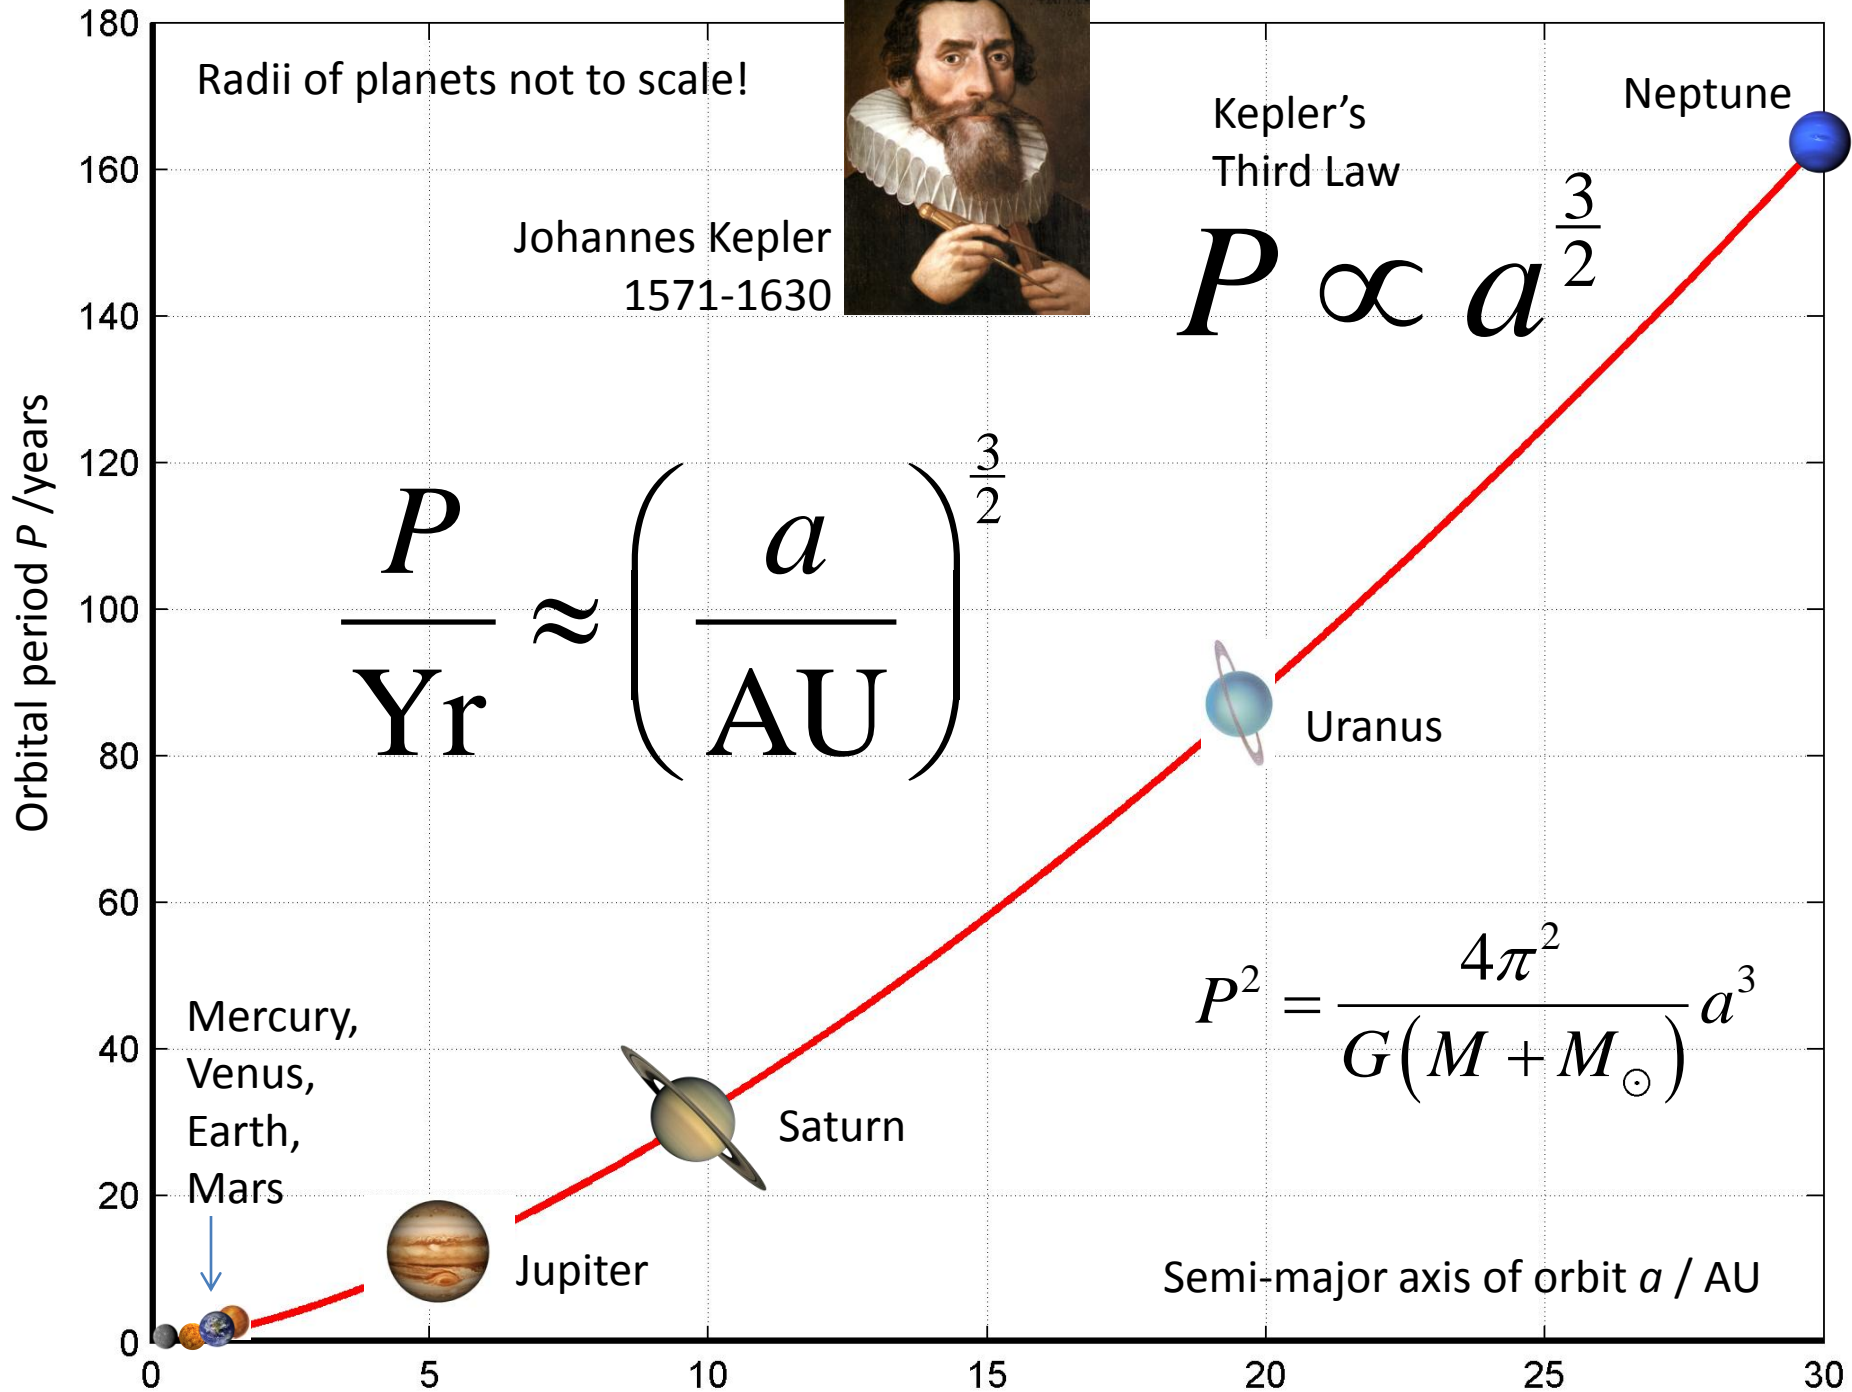 Radii of planets not to scale!
Johannes Kepler
1571-1630
Kepler's
Third Law
P ∝ a^(3/2)
Neptune
P/Yr ≈ (a/AU)^(3/2)
Uranus
P² = 4π²/(G(M + M☉)) a³
Mercury,
Venus,
Earth,
Mars
Saturn
Jupiter
Semi-major axis of orbit a / AU
Orbital period P /years
180
160
140
120
100
80
60
40
20
0
0 5 10 15 20 25 30